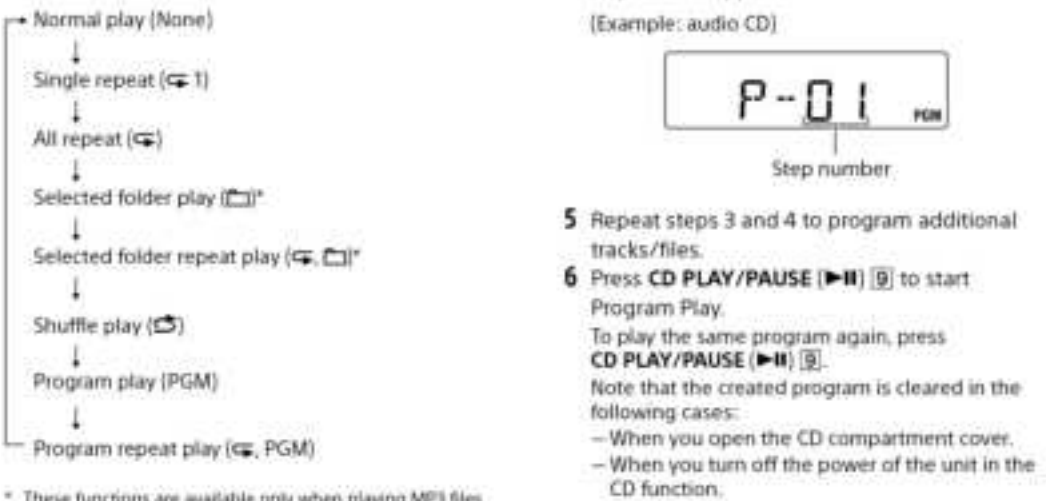 Normal play (None)
Single repeat (1)
All repeat ()
Selected folder play ()*
Selected folder repeat play (, )*
Shuffle play ()
Program play (PGM)
Program repeat play (, PGM)
* These functions are available only when playing MP3 files
(Example: audio CD)
P--01 PGM
Step number
5 Repeat steps 3 and 4 to program additional
tracks/files.
6 Press CD PLAY/PAUSE (▶II) 9 to start
Program Play.
To play the same program again, press
CD PLAY/PAUSE (▶II) 9.
Note that the created program is cleared in the
following cases:
– When you open the CD compartment cover.
– When you turn off the power of the unit in the
CD function.